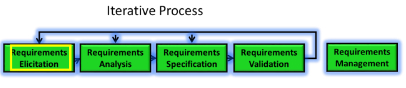 Iterative Process
Requirements
Elicitation
Requirements
Analysis
Requirements
Specification
Requirements
Validation
Requirements
Management